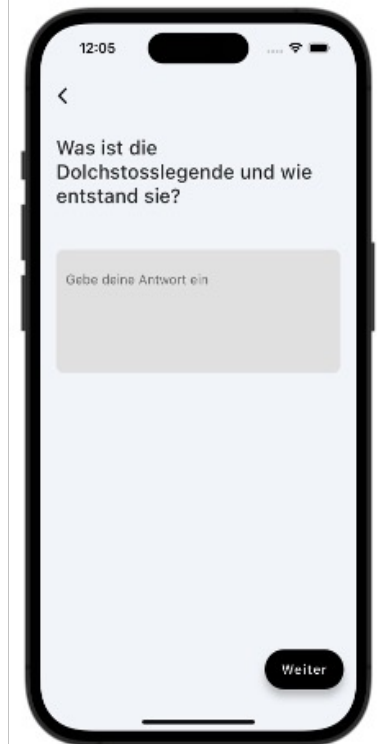 12:05
Was ist die
Dolchstosslegende und wie
entstand sie?
Gebe deine Antwort ein
Weiter